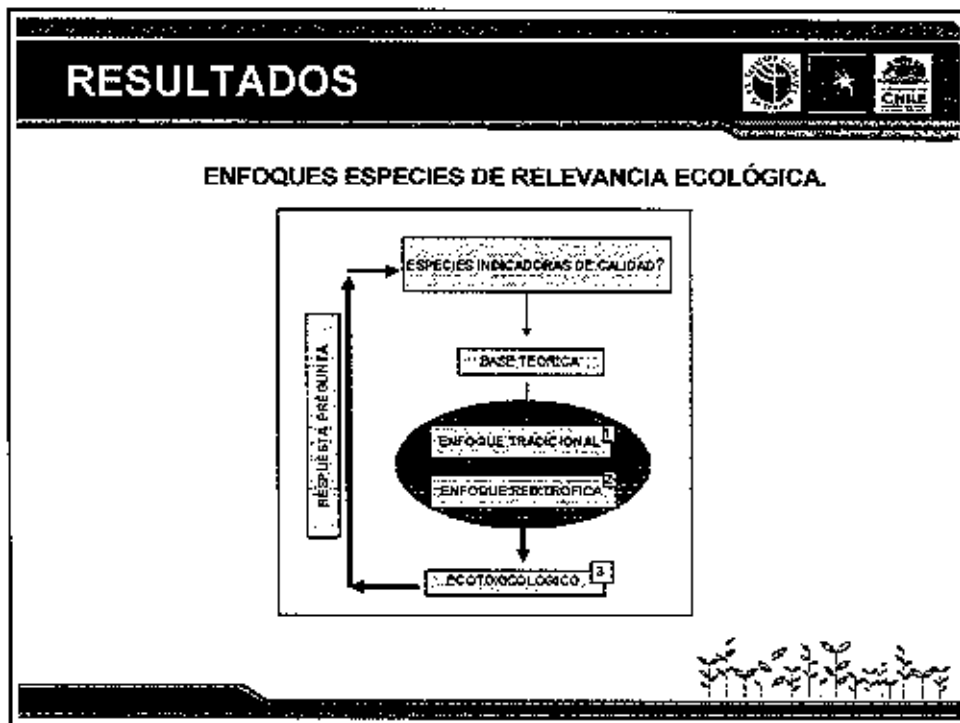 RESULTADOS
CHILE
ENFOQUES ESPECIES DE RELEVANCIA ECOLÓGICA.
ESPECIES INDICADORAS DE CALIDAD?
BASE TEORICA
RESPUESTA PREGUNTA
ENFOQUE TRADICIONAL 1
ENFOQUE RED TROFICA 2
ECOTOXICOLOGICO 3